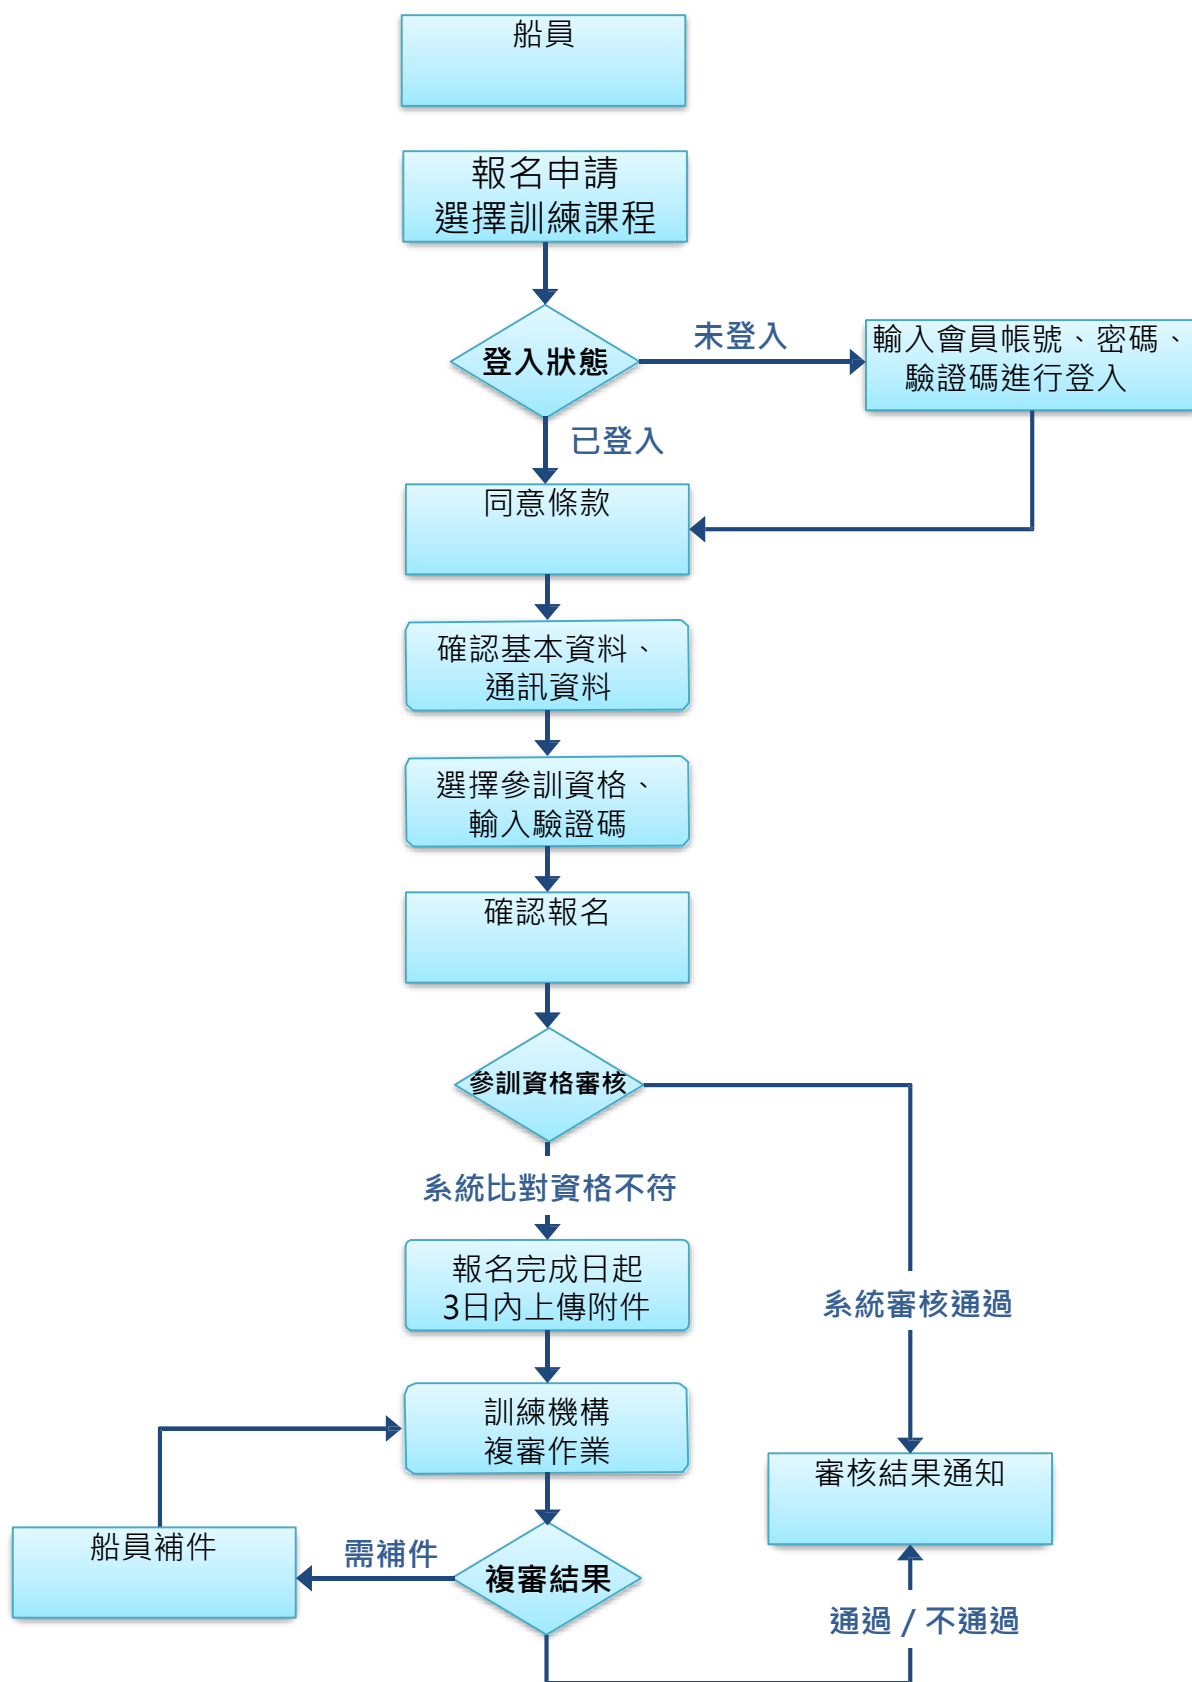 船員
報名申請
選擇訓練課程
登入狀態
未登入
輸入會員帳號、密碼、
驗證碼進行登入
已登入
同意條款
確認基本資料、
通訊資料
選擇參訓資格、
輸入驗證碼
確認報名
參訓資格審核
系統比對資格不符
報名完成日起
3日內上傳附件
系統審核通過
訓練機構
複審作業
審核結果通知
船員補件
需補件
複審結果
通過 / 不通過